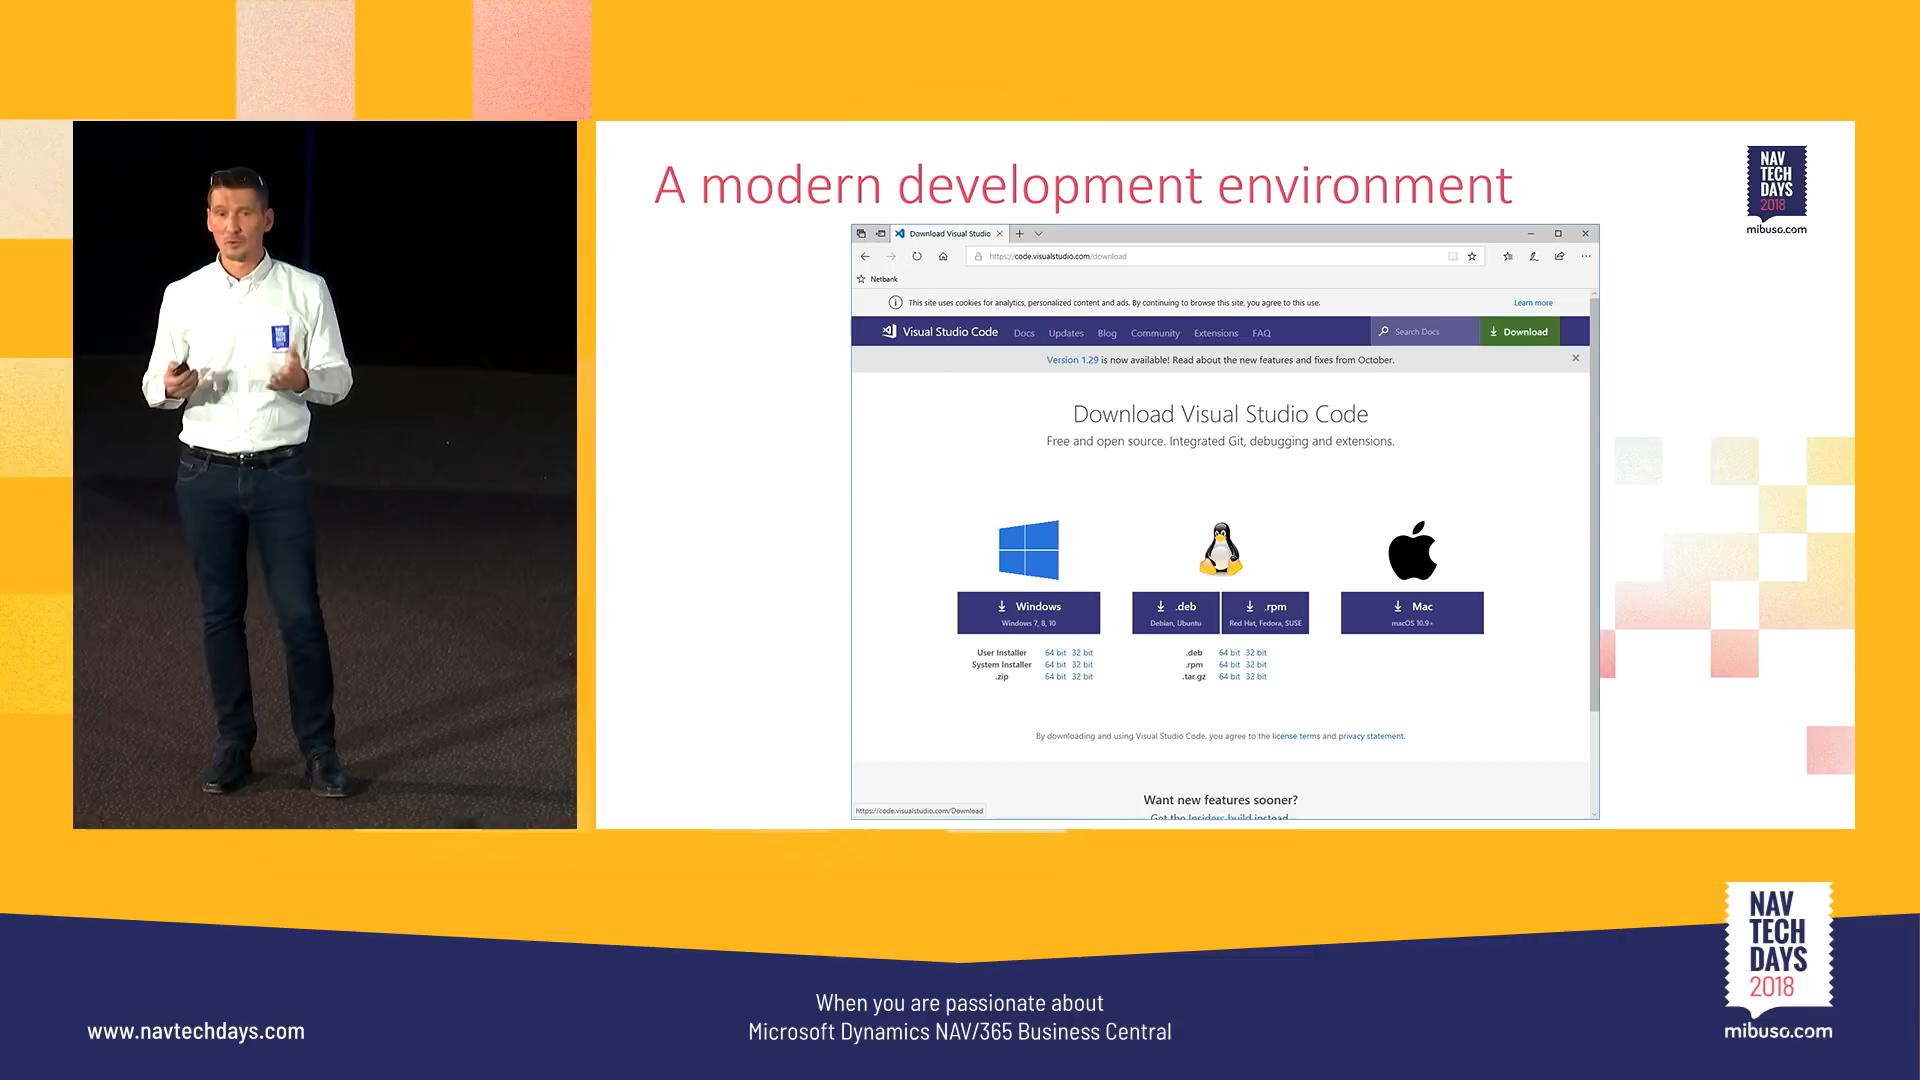 A modern development environment
NAV
TECH
DAYS
2018
mibuso.com
Download Visual Studio
https://code.visualstudio.com/download
Netbank
This site uses cookies for analytics, personalized content and ads. By continuing to browse this site, you agree to this use.
Learn more
Visual Studio Code
Docs
Updates
Blog
Community
Extensions
FAQ
Search Docs
Download
Version 1.29 is now available! Read about the new features and fixes from October.
Download Visual Studio Code
Free and open source. Integrated Git, debugging and extensions.
Windows
Windows 7, 8, 10
.deb
Debian, Ubuntu
.rpm
Red Hat, Fedora, SUSE
Mac
macOS 10.9+
User Installer 64 bit 32 bit
System Installer 64 bit 32 bit
.zip 64 bit 32 bit
.deb 64 bit 32 bit
.rpm 64 bit 32 bit
.tar.gz 64 bit 32 bit
By downloading and using Visual Studio Code, you agree to the license terms and privacy statement.
Want new features sooner?
Get the Insiders build instead.
https://code.visualstudio.com/Download
NAV
TECH
DAYS
2018
mibuso.com
When you are passionate about
Microsoft Dynamics NAV/365 Business Central
www.navtechdays.com